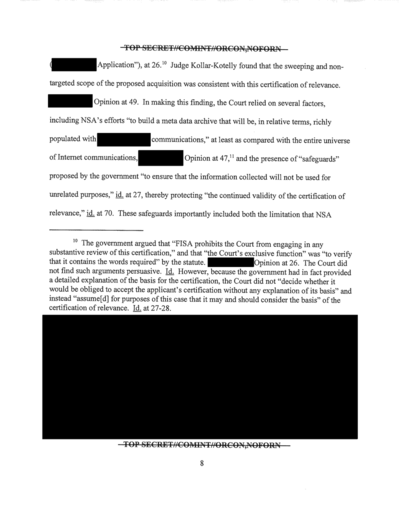 TOP SECRET//COMINT//ORCON,NOFORN
( Application"), at 26.10 Judge Kollar-Kotelly found that the sweeping and non-
targeted scope of the proposed acquisition was consistent with this certification of relevance.
Opinion at 49. In making this finding, the Court relied on several factors,
including NSA's efforts "to build a meta data archive that will be, in relative terms, richly
populated with communications," at least as compared with the entire universe
of Internet communications, Opinion at 47,11 and the presence of "safeguards"
proposed by the government "to ensure that the information collected will not be used for
unrelated purposes," id. at 27, thereby protecting "the continued validity of the certification of
relevance," id. at 70. These safeguards importantly included both the limitation that NSA
10 The government argued that "FISA prohibits the Court from engaging in any
substantive review of this certification," and that "the Court's exclusive function" was "to verify
that it contains the words required" by the statute. Opinion at 26. The Court did
not find such arguments persuasive. Id. However, because the government had in fact provided
a detailed explanation of the basis for the certification, the Court did not "decide whether it
would be obliged to accept the applicant's certification without any explanation of its basis" and
instead "assume[d] for purposes of this case that it may and should consider the basis" of the
certification of relevance. Id. at 27-28.
TOP SECRET//COMINT//ORCON,NOFORN
8